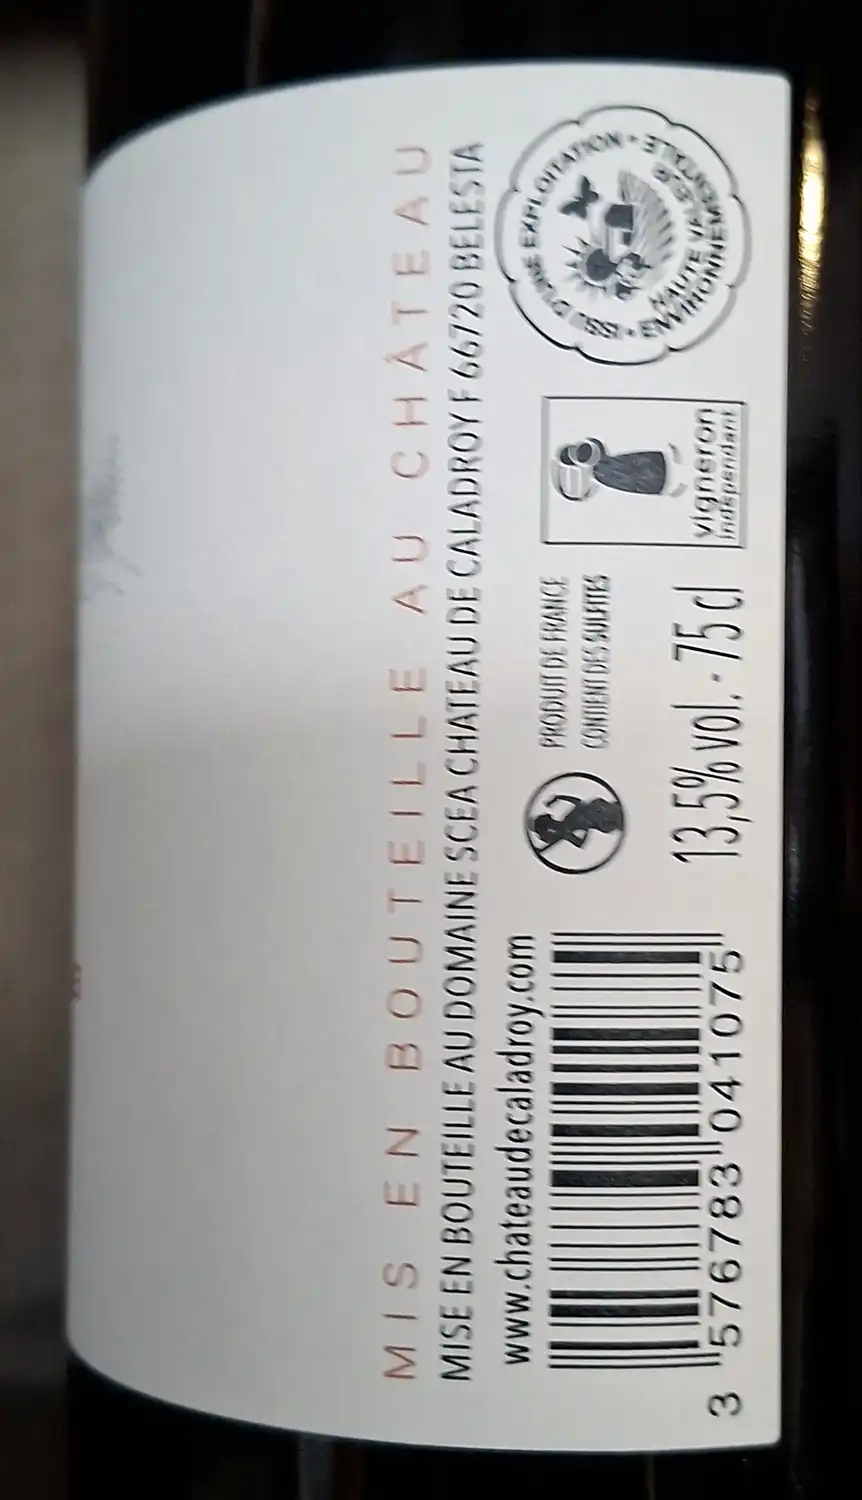 MIS EN BOUTEILLE AU CHÂTEAU
MISE EN BOUTEILLE AU DOMAINE SCEA CHATEAU DE CALADROY F 66720 BELESTA
www.chateaudecaladroy.com
3 576783 041075
PRODUIT DE FRANCE
CONTIENT DES SULFITES
13,5% vol. - 75 cl
vigneron
indépendant
ISSU D'UNE EXPLOITATION • DE
HAUTE VALEUR
ENVIRONNEMENTALE •